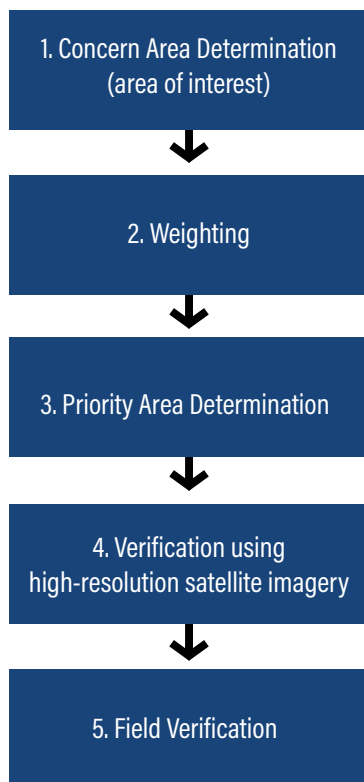 1. Concern Area Determination
(area of interest)
2. Weighting
3. Priority Area Determination
4. Verification using
high-resolution satellite imagery
5. Field Verification